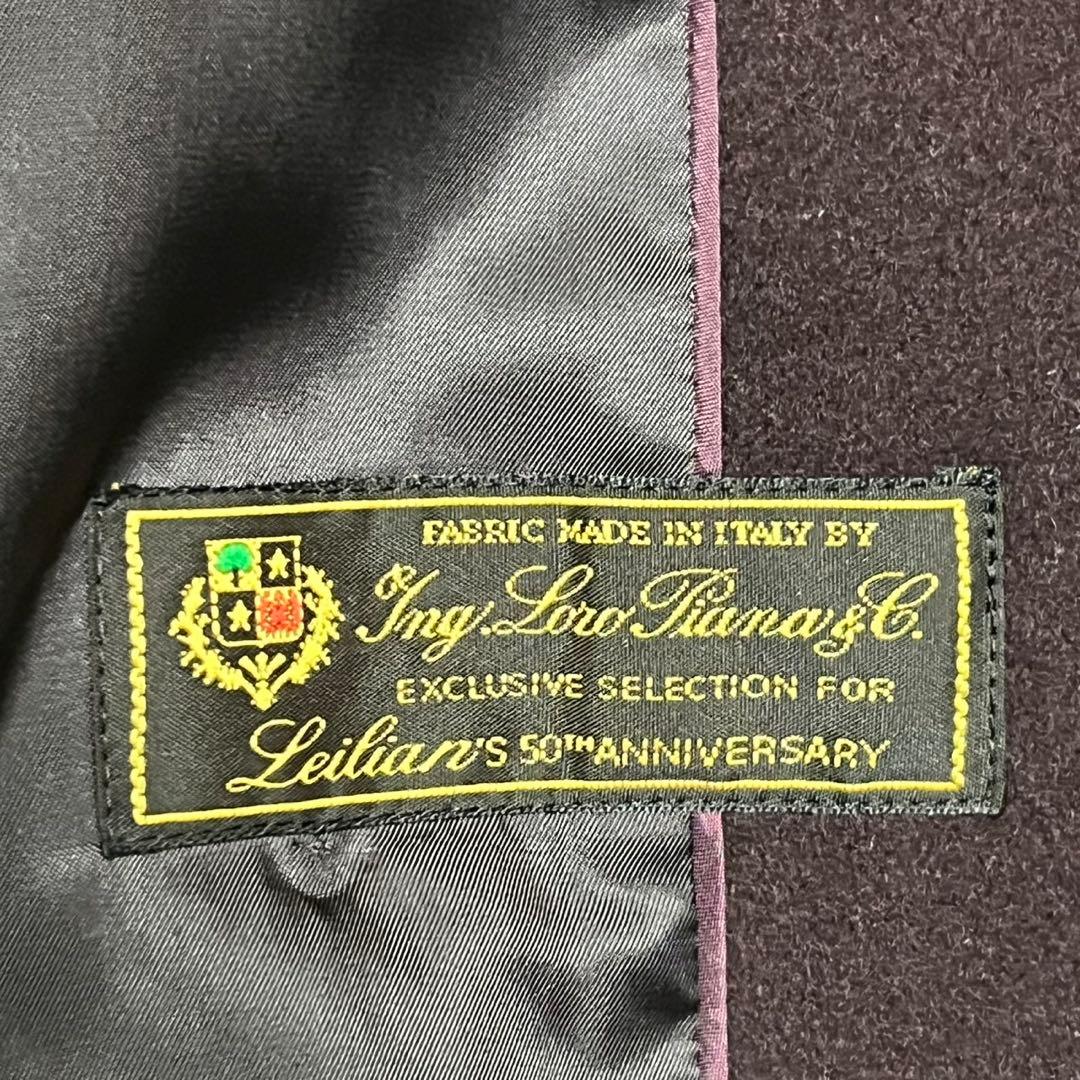 FABRIC MADE IN ITALY BY
Ing. Loro Piana & C.
EXCLUSIVE SELECTION FOR
Leilian'S 50TH ANNIVERSARY